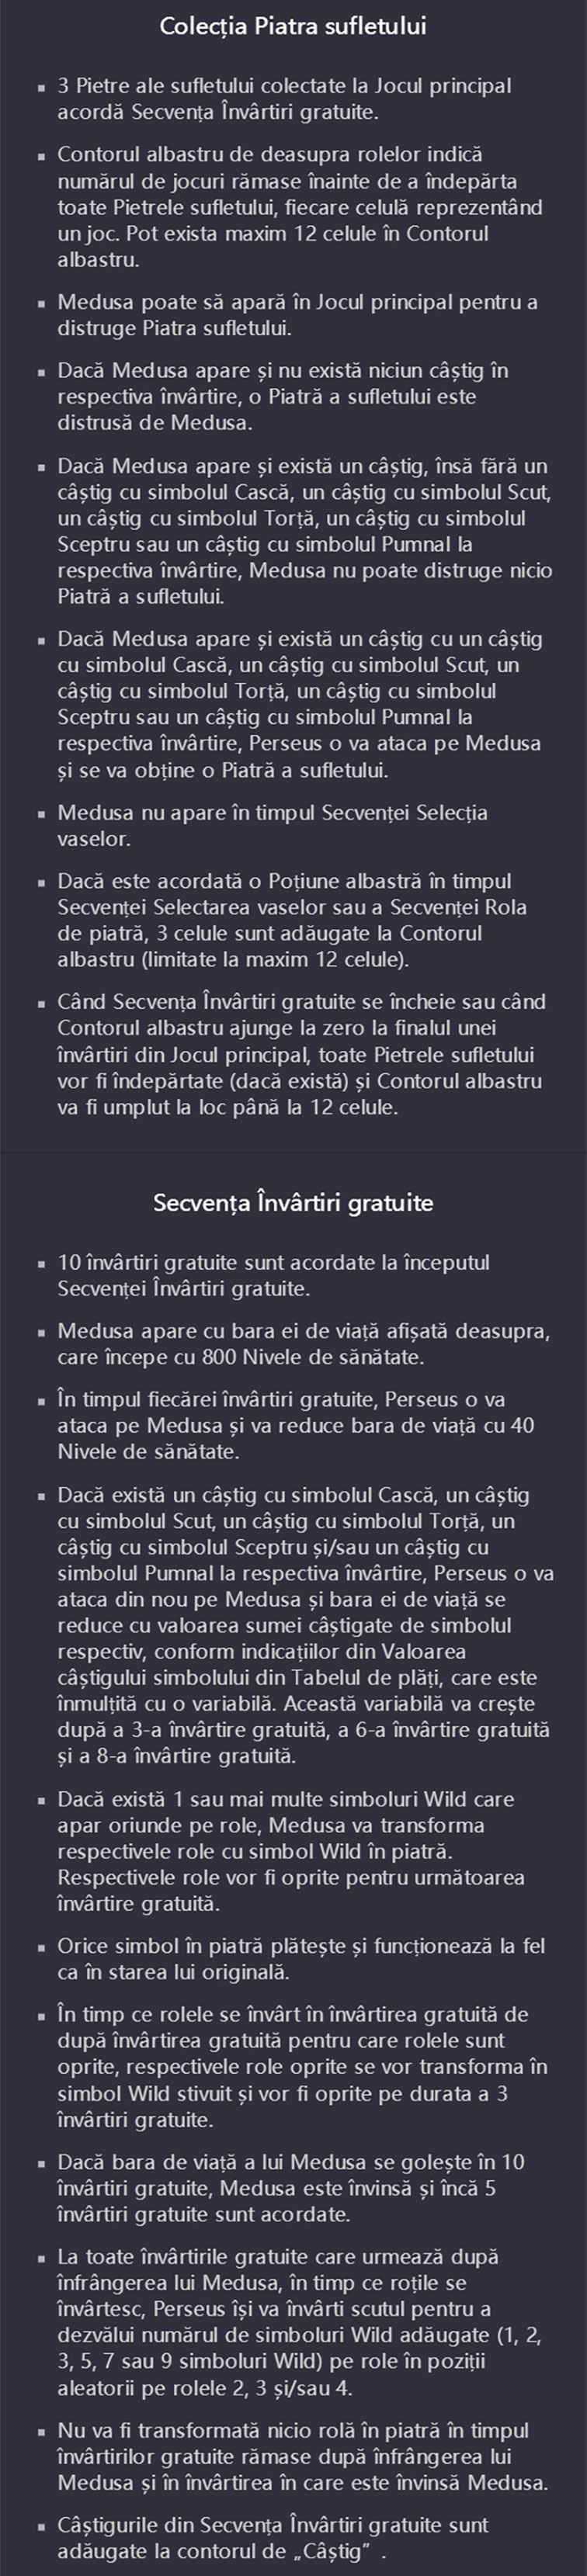 Colecția Piatra sufletului
▪ 3 Pietre ale sufletului colectate la Jocul principal
acordă Secvența Învârtiri gratuite.
▪ Contorul albastru de deasupra rolelor indică
numărul de jocuri rămase înainte de a îndepărta
toate Pietrele sufletului, fiecare celulă reprezentând
un joc. Pot exista maxim 12 celule în Contorul
albastru.
▪ Medusa poate să apară în Jocul principal pentru a
distruge Piatra sufletului.
▪ Dacă Medusa apare și nu există niciun câștig în
respectiva învârtire, o Piatră a sufletului este
distrusă de Medusa.
▪ Dacă Medusa apare și există un câștig, însă fără un
câștig cu simbolul Cască, un câștig cu simbolul Scut,
un câștig cu simbolul Torță, un câștig cu simbolul
Sceptru sau un câștig cu simbolul Pumnal la
respectiva învârtire, Medusa nu poate distruge nicio
Piatră a sufletului.
▪ Dacă Medusa apare și există un câștig cu un câștig
cu simbolul Cască, un câștig cu simbolul Scut, un
câștig cu simbolul Torță, un câștig cu simbolul
Sceptru sau un câștig cu simbolul Pumnal la
respectiva învârtire, Perseus o va ataca pe Medusa
și se va obține o Piatră a sufletului.
▪ Medusa nu apare în timpul Secvenței Selecția
vaselor.
▪ Dacă este acordată o Poțiune albastră în timpul
Secvenței Selectarea vaselor sau a Secvenței Rola
de piatră, 3 celule sunt adăugate la Contorul
albastru (limitate la maxim 12 celule).
▪ Când Secvența Învârtiri gratuite se încheie sau când
Contorul albastru ajunge la zero la finalul unei
învârtiri din Jocul principal, toate Pietrele sufletului
vor fi îndepărtate (dacă există) și Contorul albastru
va fi umplut la loc până la 12 celule.
Secvența Învârtiri gratuite
▪ 10 învârtiri gratuite sunt acordate la începutul
Secvenței Învârtiri gratuite.
▪ Medusa apare cu bara ei de viață afișată deasupra,
care începe cu 800 Nivele de sănătate.
▪ În timpul fiecărei învârtiri gratuite, Perseus o va
ataca pe Medusa și va reduce bara de viață cu 40
Nivele de sănătate.
▪ Dacă există un câștig cu simbolul Cască, un câștig
cu simbolul Scut, un câștig cu simbolul Torță, un
câștig cu simbolul Sceptru și/sau un câștig cu
simbolul Pumnal la respectiva învârtire, Perseus o va
ataca din nou pe Medusa și bara ei de viață se
reduce cu valoarea sumei câștigate de simbolul
respectiv, conform indicațiilor din Valoarea
câștigului simbolului din Tabelul de plăți, care este
înmulțită cu o variabilă. Această variabilă va crește
după a 3-a învârtire gratuită, a 6-a învârtire gratuită
și a 8-a învârtire gratuită.
▪ Dacă există 1 sau mai multe simboluri Wild care
apar oriunde pe role, Medusa va transforma
respectivele role cu simbol Wild în piatră.
Respectivele role vor fi oprite pentru următoarea
învârtire gratuită.
▪ Orice simbol în piatră plătește și funcționează la fel
ca în starea lui originală.
▪ În timp ce rolele se învârt în învârtirea gratuită de
după învârtirea gratuită pentru care rolele sunt
oprite, respectivele role oprite se vor transforma în
simbol Wild stivuit și vor fi oprite pe durata a 3
învârtiri gratuite.
▪ Dacă bara de viață a lui Medusa se golește în 10
învârtiri gratuite, Medusa este învinsă și încă 5
învârtiri gratuite sunt acordate.
▪ La toate învârtirile gratuite care urmează după
înfrângerea lui Medusa, în timp ce roțile se
învârtesc, Perseus își va învârti scutul pentru a
dezvălui numărul de simboluri Wild adăugate (1, 2,
3, 5, 7 sau 9 simboluri Wild) pe role în poziții
aleatorii pe rolele 2, 3 și/sau 4.
▪ Nu va fi transformată nicio rolă în piatră în timpul
învârtirilor gratuite rămase după înfrângerea lui
Medusa și în învârtirea în care este învinsă Medusa.
▪ Câștigurile din Secvența Învârtiri gratuite sunt
adăugate la contorul de „Câștig” .